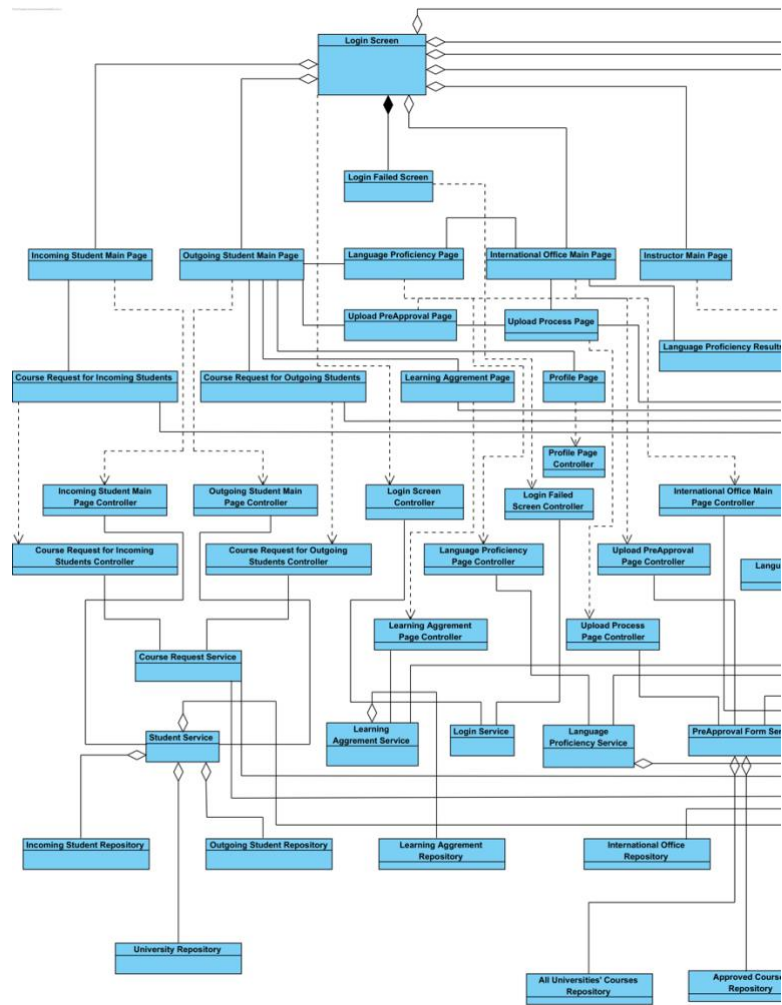 Login Screen
Login Failed Screen
Incoming Student Main Page
Outgoing Student Main Page
Language Proficiency Page
International Office Main Page
Instructor Main Page
Upload PreApproval Page
Upload Process Page
Language Proficiency Results
Course Request for Incoming Students
Course Request for Outgoing Students
Learning Aggrement Page
Profile Page
Profile Page
Controller
Incoming Student Main
Page Controller
Outgoing Student Main
Page Controller
Login Screen
Controller
Login Failed
Screen Controller
International Office Main
Page Controller
Course Request for Incoming
Students Controller
Course Request for Outgoing
Students Controller
Language Proficiency
Page Controller
Upload PreApproval
Page Controller
Langu
Learning Aggrement
Page Controller
Upload Process
Page Controller
Course Request Service
Student Service
Learning
Aggrement Service
Login Service
Language
Proficiency Service
PreApproval Form Ser
Incoming Student Repository
Outgoing Student Repository
Learning Aggrement
Repository
International Office
Repository
University Repository
All Universities' Courses
Repository
Approved Course
Repository